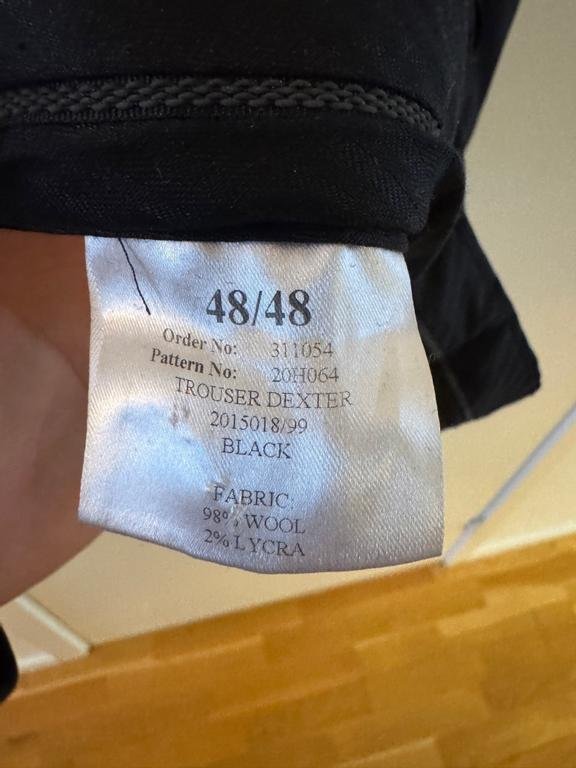 48/48
Order No: 311054
Pattern No: 20H064
TROUSER DEXTER
2015018/99
BLACK
FABRIC:
98% WOOL
2% LYCRA